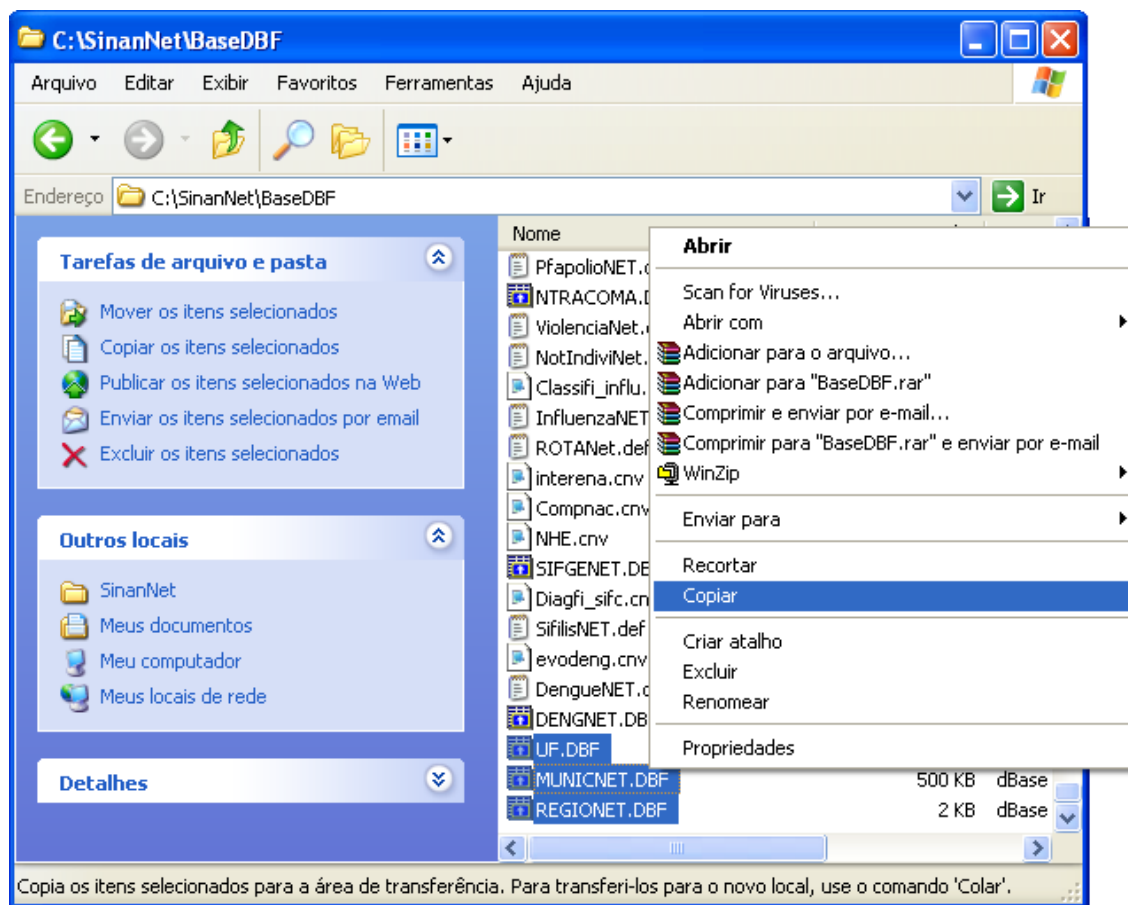 C:\SinanNet\BaseDBF
Arquivo Editar Exibir Favoritos Ferramentas Ajuda
Endereço C:\SinanNet\BaseDBF Ir
Tarefas de arquivo e pasta
Mover os itens selecionados
Copiar os itens selecionados
Publicar os itens selecionados na Web
Enviar os itens selecionados por email
Excluir os itens selecionados
Outros locais
SinanNet
Meus documentos
Meu computador
Meus locais de rede
Detalhes
Nome
PfapolioNET.
NTRACOMA.
ViolenciaNet.
NotIndiviNet.
Classifi_influ.
InfluenzaNET
ROTANet.def
interena.cnv
Compnac.cnv
NHE.cnv
SIFGENET.DB
Diagfi_sifc.cn
SifilisNET.def
evodeng.cnv
DengueNET.
DENGNET.DB
UF.DBF
MUNICNET.DBF 500 KB dBase
REGIONET.DBF 2 KB dBase
Abrir
Scan for Viruses...
Abrir com
Adicionar para o arquivo...
Adicionar para "BaseDBF.rar"
Comprimir e enviar por e-mail...
Comprimir para "BaseDBF.rar" e enviar por e-mail
WinZip
Enviar para
Recortar
Copiar
Criar atalho
Excluir
Renomear
Propriedades
Copia os itens selecionados para a área de transferência. Para transferi-los para o novo local, use o comando 'Colar'.